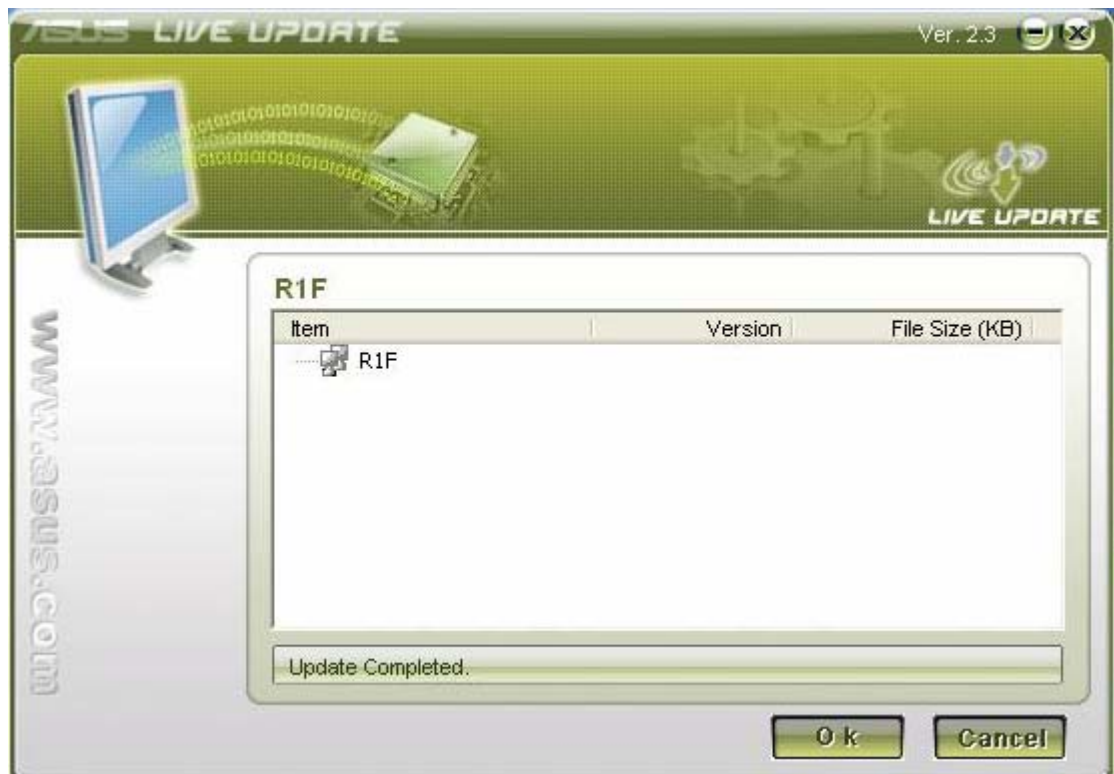 ASUS LIVE UPDATE
Ver. 2.3
LIVE UPDATE
R1F
Item Version File Size (KB)
R1F
www.asus.com
Update Completed.
Ok Cancel